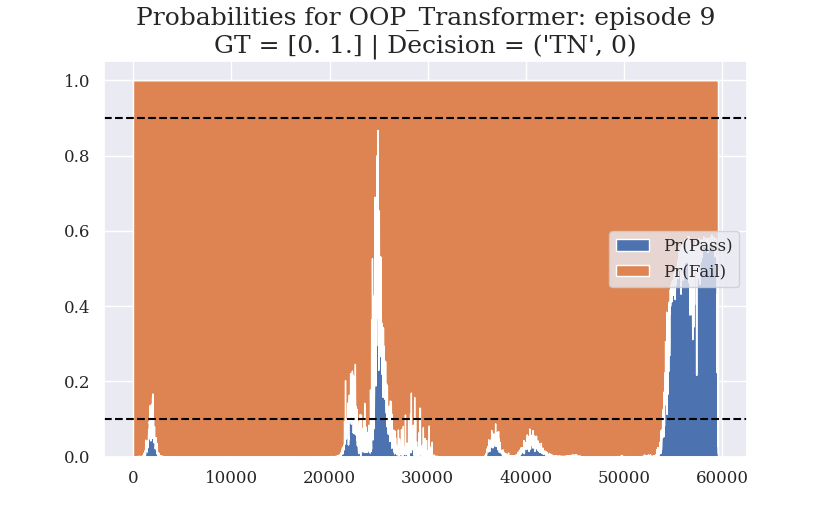 Probabilities for OOP_Transformer: episode 9
GT = [0. 1.] | Decision = ('TN', 0)
1.0
0.8
0.6
0.4
0.2
0.0
Pr(Pass)
Pr(Fail)
0 10000 20000 30000 40000 50000 60000